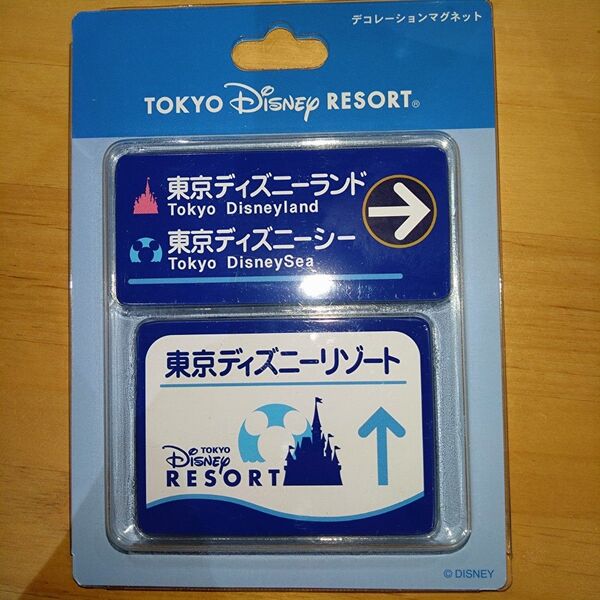 デコレーションマグネット
TOKYO Disney RESORT®
東京ディズニーランド
Tokyo Disneyland
東京ディズニーシー
Tokyo DisneySea
東京ディズニーリゾート
TOKYO
Disney
RESORT
© DISNEY